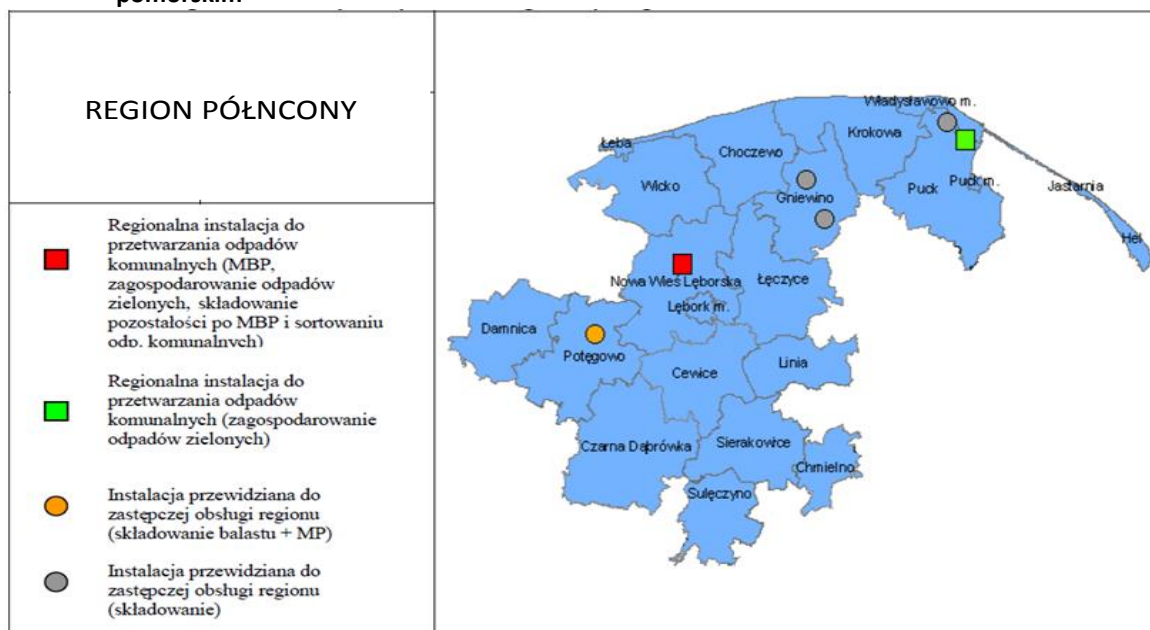 pomorskim
REGION PÓŁNCONY
Regionalna instalacja do
przetwarzania odpadów
komunalnych (MBP,
zagospodarowanie odpadów
zielonych, składowanie
pozostałości po MBP i sortowaniu
odp. komunalnych)
Regionalna instalacja do
przetwarzania odpadów
komunalnych (zagospodarowanie
odpadów zielonych)
Instalacja przewidziana do
zastępczej obsługi regionu
(składowanie balastu + MP)
Instalacja przewidziana do
zastępczej obsługi regionu
(składowanie)
Władysławowo m.
Łeba
Choczewo
Krokowa
Wicko
Gniewino
Puck
Puck m.
Jastarnia
Hel
Nowa Wieś Lęborska
Łęczyce
Lębork m.
Damnica
Potęgowo
Cewice
Linia
Czarna Dąbrówka
Sierakowice
Chmielno
Sulęczyno